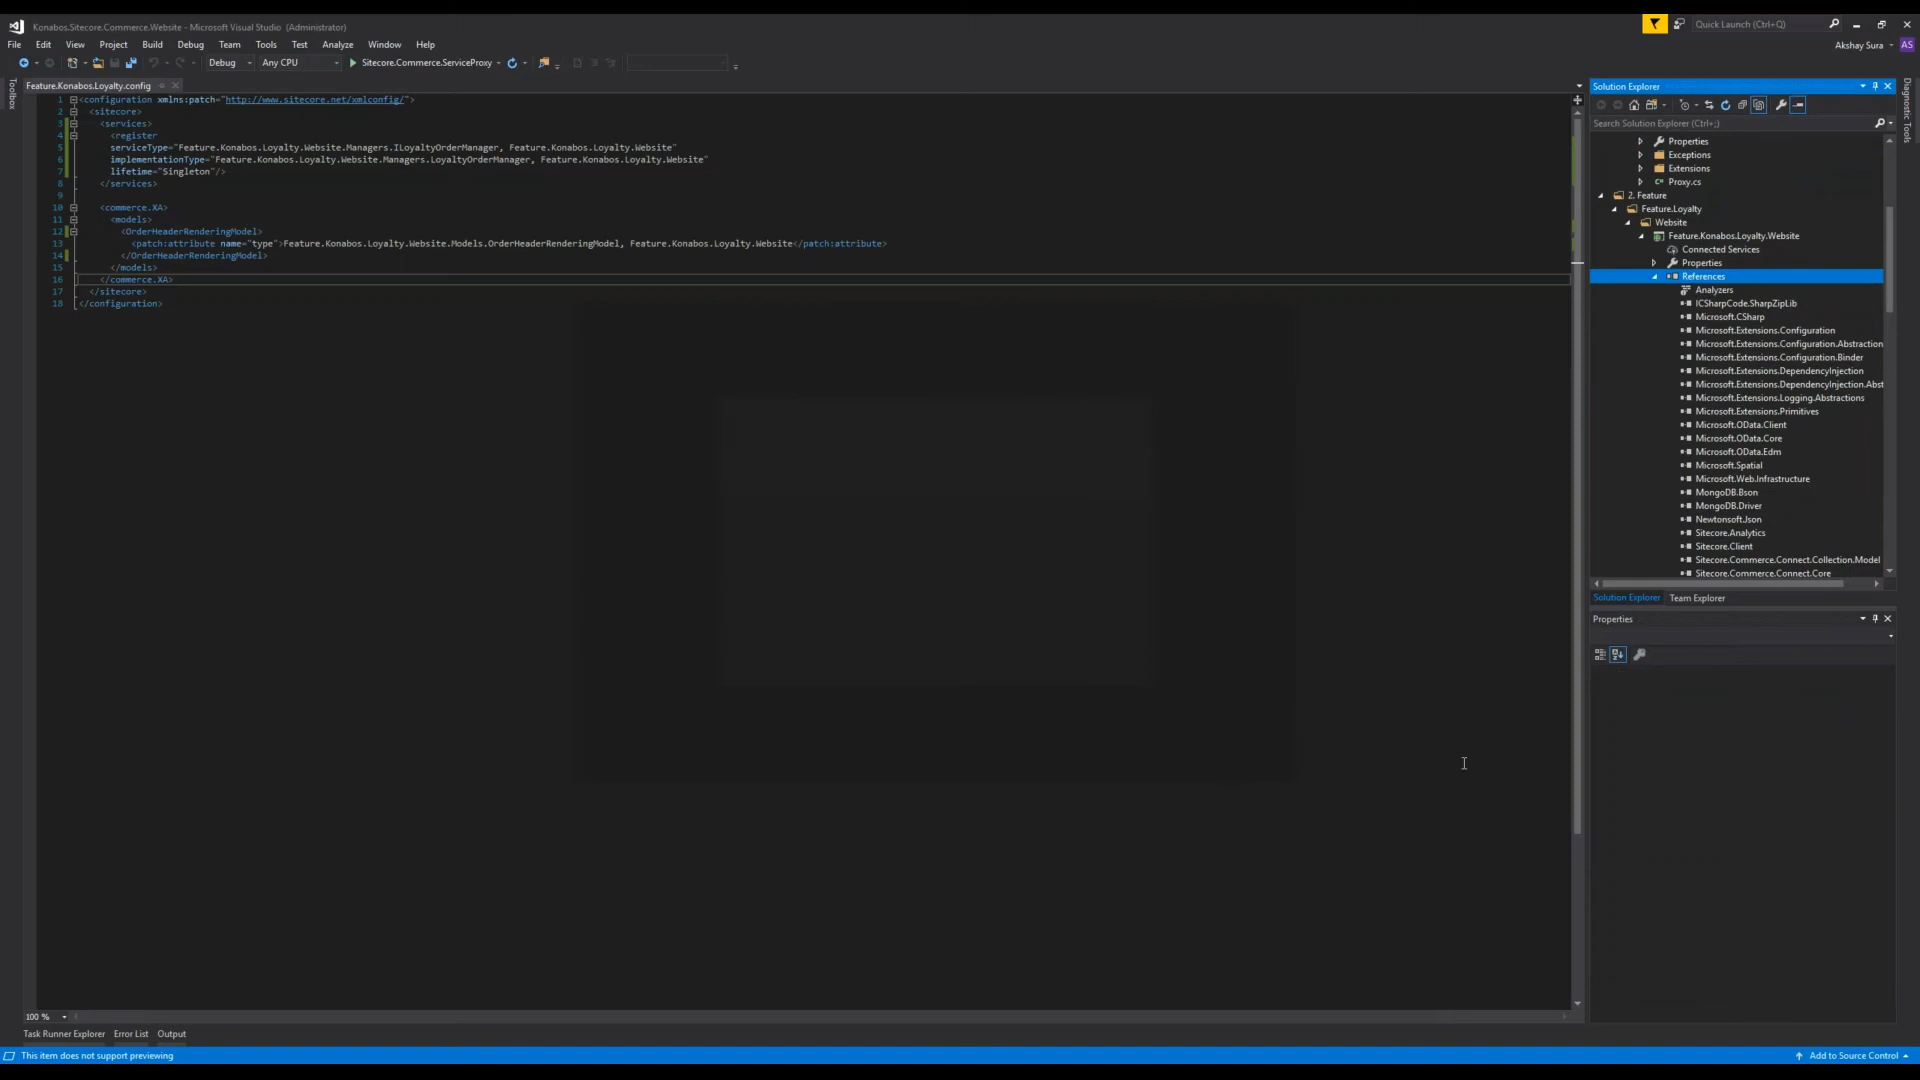 Konabos.Sitecore.Commerce.Website - Microsoft Visual Studio (Administrator)
Quick Launch (Ctrl+Q)
File Edit View Project Build Debug Team Tools Test Analyze Window Help
Akshay Sura AS
Debug Any CPU Sitecore.Commerce.ServiceProxy
Toolbox
Feature.Konabos.Loyalty.config
1 <configuration xmlns:patch="http://www.sitecore.net/xmlconfig/">
2 <sitecore>
3 <services>
4 <register
5 serviceType="Feature.Konabos.Loyalty.Website.Managers.ILoyaltyOrderManager, Feature.Konabos.Loyalty.Website"
6 implementationType="Feature.Konabos.Loyalty.Website.Managers.LoyaltyOrderManager, Feature.Konabos.Loyalty.Website"
7 lifetime="Singleton"/>
8 </services>
9
10 <commerce.XA>
11 <models>
12 <OrderHeaderRenderingModel>
13 <patch:attribute name="type">Feature.Konabos.Loyalty.Website.Models.OrderHeaderRenderingModel, Feature.Konabos.Loyalty.Website</patch:attribute>
14 </OrderHeaderRenderingModel>
15 </models>
16 </commerce.XA>
17 </sitecore>
18 </configuration>
Solution Explorer
Search Solution Explorer (Ctrl+;)
Properties
Exceptions
Extensions
C# Proxy.cs
2. Feature
Feature.Loyalty
Website
Feature.Konabos.Loyalty.Website
Connected Services
Properties
References
Analyzers
ICSharpCode.SharpZipLib
Microsoft.CSharp
Microsoft.Extensions.Configuration
Microsoft.Extensions.Configuration.Abstraction
Microsoft.Extensions.Configuration.Binder
Microsoft.Extensions.DependencyInjection
Microsoft.Extensions.DependencyInjection.Abst
Microsoft.Extensions.Logging.Abstractions
Microsoft.Extensions.Primitives
Microsoft.OData.Client
Microsoft.OData.Core
Microsoft.OData.Edm
Microsoft.Spatial
Microsoft.Web.Infrastructure
MongoDB.Bson
MongoDB.Driver
Newtonsoft.Json
Sitecore.Analytics
Sitecore.Client
Sitecore.Commerce.Connect.Collection.Model
Sitecore.Commerce.Connect.Core
Solution Explorer Team Explorer
Properties
Diagnostic Tools
100 %
Task Runner Explorer Error List Output
This item does not support previewing
Add to Source Control